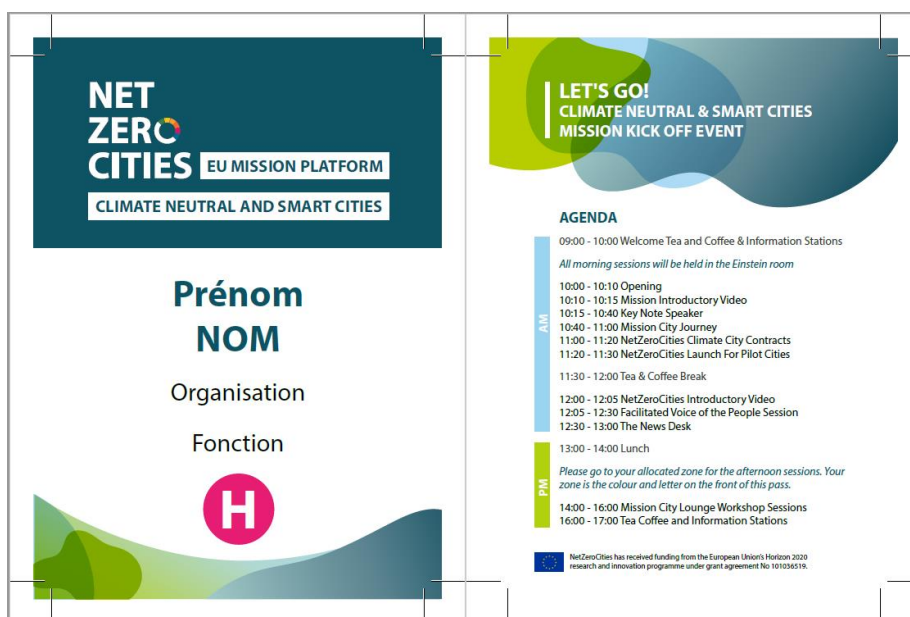 NET
ZERO
CITIES EU MISSION PLATFORM
CLIMATE NEUTRAL AND SMART CITIES
Prénom
NOM
Organisation
Fonction
H
LET'S GO!
CLIMATE NEUTRAL & SMART CITIES
MISSION KICK OFF EVENT
AGENDA
AM
09:00 - 10:00 Welcome Tea and Coffee & Information Stations
All morning sessions will be held in the Einstein room
10:00 - 10:10 Opening
10:10 - 10:15 Mission Introductory Video
10:15 - 10:40 Key Note Speaker
10:40 - 11:00 Mission City Journey
11:00 - 11:20 NetZeroCities Climate City Contracts
11:20 - 11:30 NetZeroCities Launch For Pilot Cities
11:30 - 12:00 Tea & Coffee Break
12:00 - 12:05 NetZeroCities Introductory Video
12:05 - 12:30 Facilitated Voice of the People Session
12:30 - 13:00 The News Desk
PM
13:00 - 14:00 Lunch
Please go to your allocated zone for the afternoon sessions. Your
zone is the colour and letter on the front of this pass.
14:00 - 16:00 Mission City Lounge Workshop Sessions
16:00 - 17:00 Tea Coffee and Information Stations
NetZeroCities has received funding from the European Union's Horizon 2020
research and innovation programme under grant agreement No 101036519.